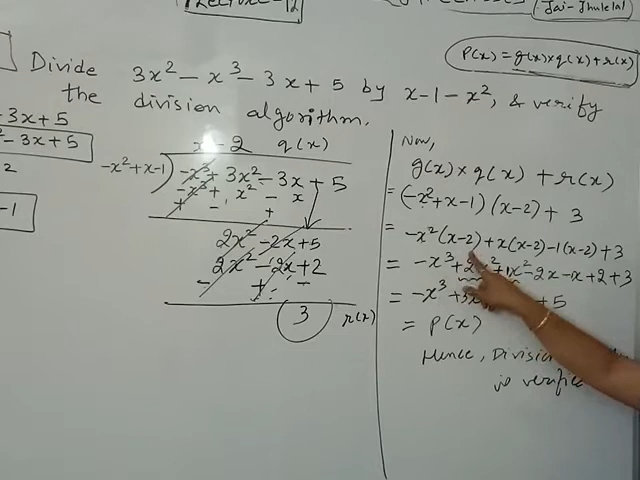 Lecture-12
Jai-Jhulelal
P(x) = g(x)×q(x)+r(x)
Divide 3x² - x³ - 3x + 5 by x-1-x², & verify
the division algorithm.
- 3x + 5
- 3x + 5
2
-1
x - 2 q(x)
-x²+x-1) -x³ + 3x² - 3x + 5
-x³ + x² - x
+ - +
2x² - 2x + 5
2x² - 2x + 2
- + -
3 r(x)
Now,
g(x) × q(x) + r(x)
= (-x²+x-1) (x-2) + 3
= -x²(x-2)+x(x-2)-1(x-2)+3
= -x³+2x²+1x²-2x-x+2+3
= -x³ +3x² +5
= P(x)
Hence, Division
is